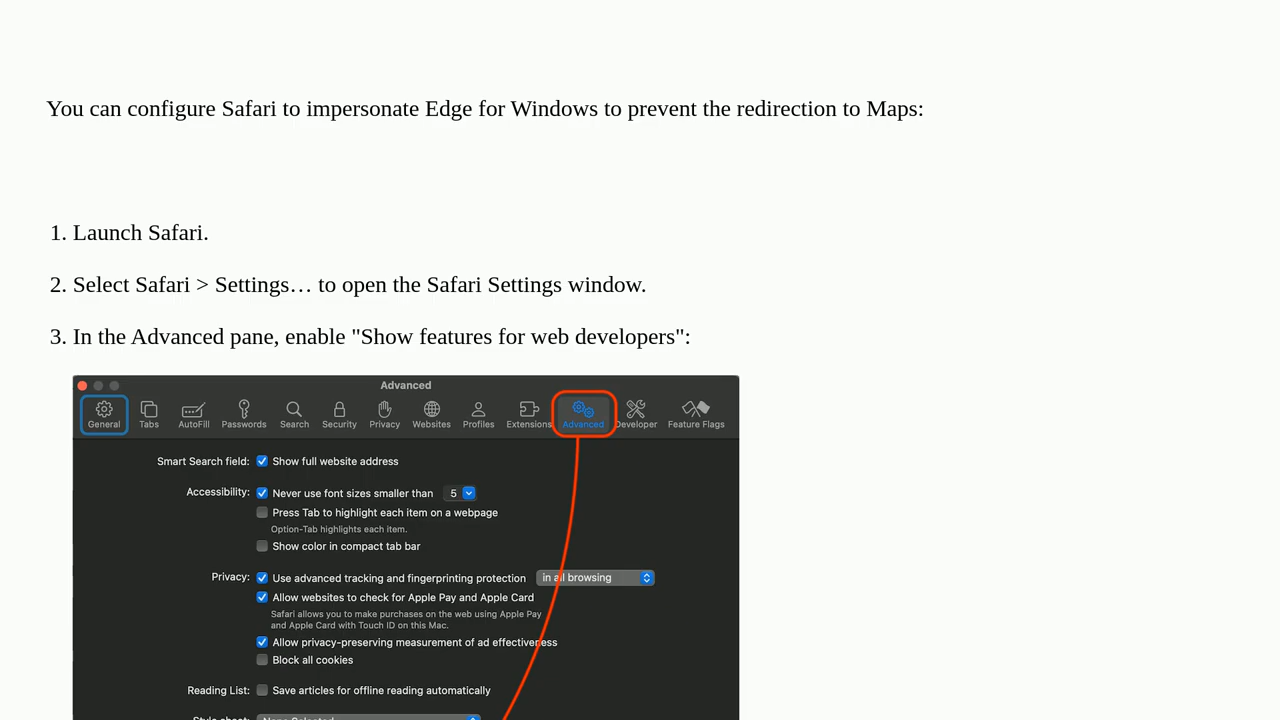 You can configure Safari to impersonate Edge for Windows to prevent the redirection to Maps:
1. Launch Safari.
2. Select Safari > Settings… to open the Safari Settings window.
3. In the Advanced pane, enable "Show features for web developers":
Advanced
General Tabs AutoFill Passwords Search Security Privacy Websites Profiles Extensions Advanced Developer Feature Flags
Smart Search field: Show full website address
Accessibility: Never use font sizes smaller than 5
Press Tab to highlight each item on a webpage
Option-Tab highlights each item.
Show color in compact tab bar
Privacy: Use advanced tracking and fingerprinting protection in all browsing
Allow websites to check for Apple Pay and Apple Card
Safari allows you to make purchases on the web using Apple Pay
and Apple Card with Touch ID on this Mac.
Allow privacy-preserving measurement of ad effectiveness
Block all cookies
Reading List: Save articles for offline reading automatically
Style sheet: None Selected